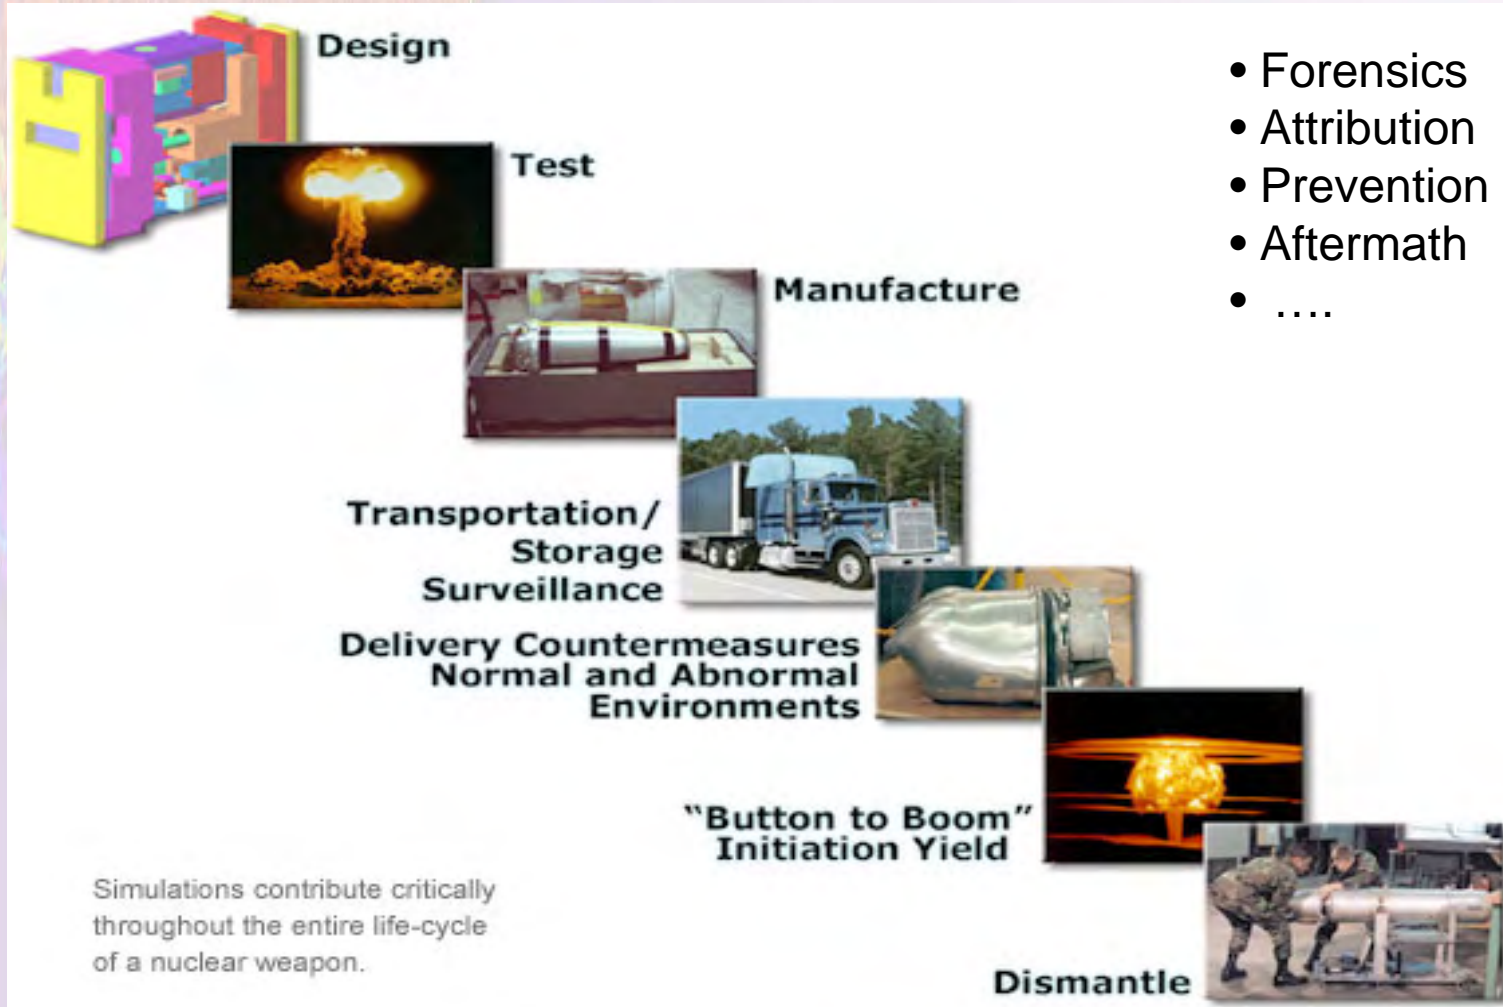 Design
Test
Manufacture
Transportation/
Storage
Surveillance
Delivery Countermeasures
Normal and Abnormal
Environments
“Button to Boom”
Initiation Yield
Dismantle
Simulations contribute critically
throughout the entire life-cycle
of a nuclear weapon.
• Forensics
• Attribution
• Prevention
• Aftermath
• ....